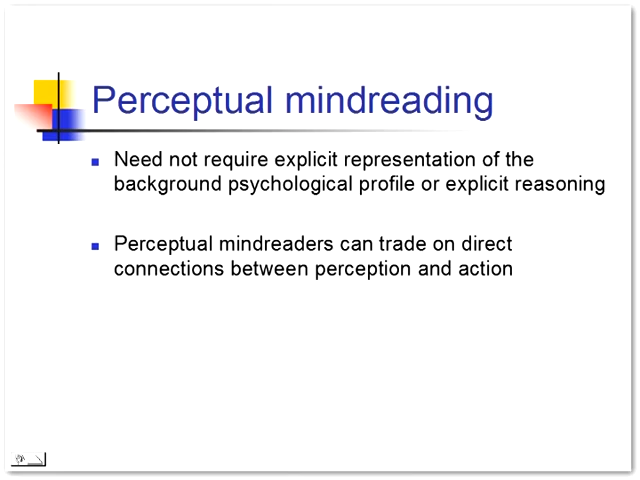 Perceptual mindreading
Need not require explicit representation of the
background psychological profile or explicit reasoning
Perceptual mindreaders can trade on direct
connections between perception and action